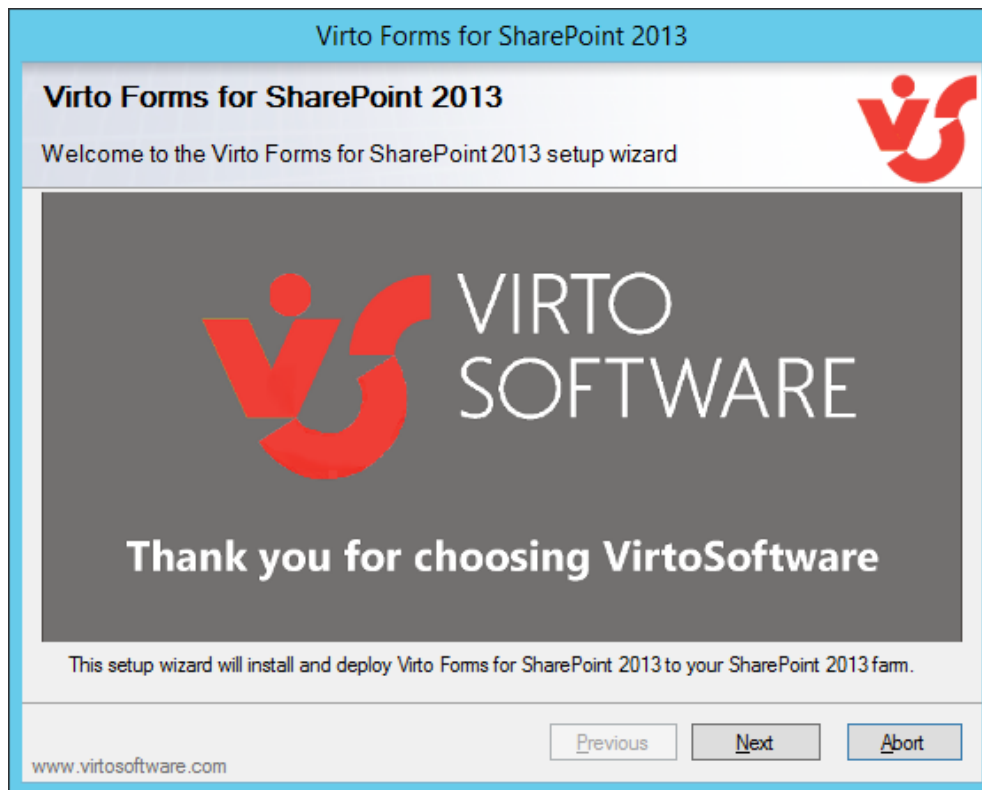 Virto Forms for SharePoint 2013
Virto Forms for SharePoint 2013
Welcome to the Virto Forms for SharePoint 2013 setup wizard
VIRTO
SOFTWARE
Thank you for choosing VirtoSoftware
This setup wizard will install and deploy Virto Forms for SharePoint 2013 to your SharePoint 2013 farm.
Previous Next Abort
www.virtosoftware.com